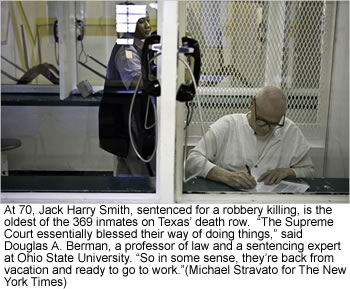 At 70, Jack Harry Smith, sentenced for a robbery killing, is the
oldest of the 369 inmates on Texas’ death row.  “The Supreme
Court essentially blessed their way of doing things,” said
Douglas A. Berman, a professor of law and a sentencing expert
at Ohio State University. “So in some sense, they’re back from
vacation and ready to go to work.”(Michael Stravato for The New
York Times)